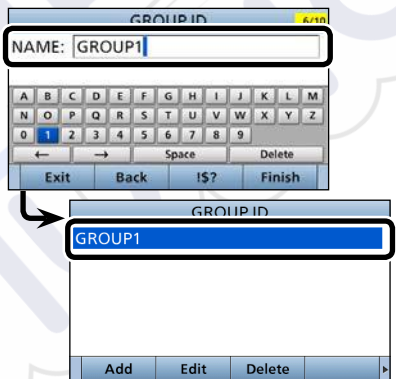 GROUP ID 6/10
NAME: GROUP1
A B C D E F G H I J K L M
N O P Q R S T U V W X Y Z
0 1 2 3 4 5 6 7 8 9
← → Space Delete
Exit Back !$? Finish
GROUP ID
GROUP1
Add Edit Delete